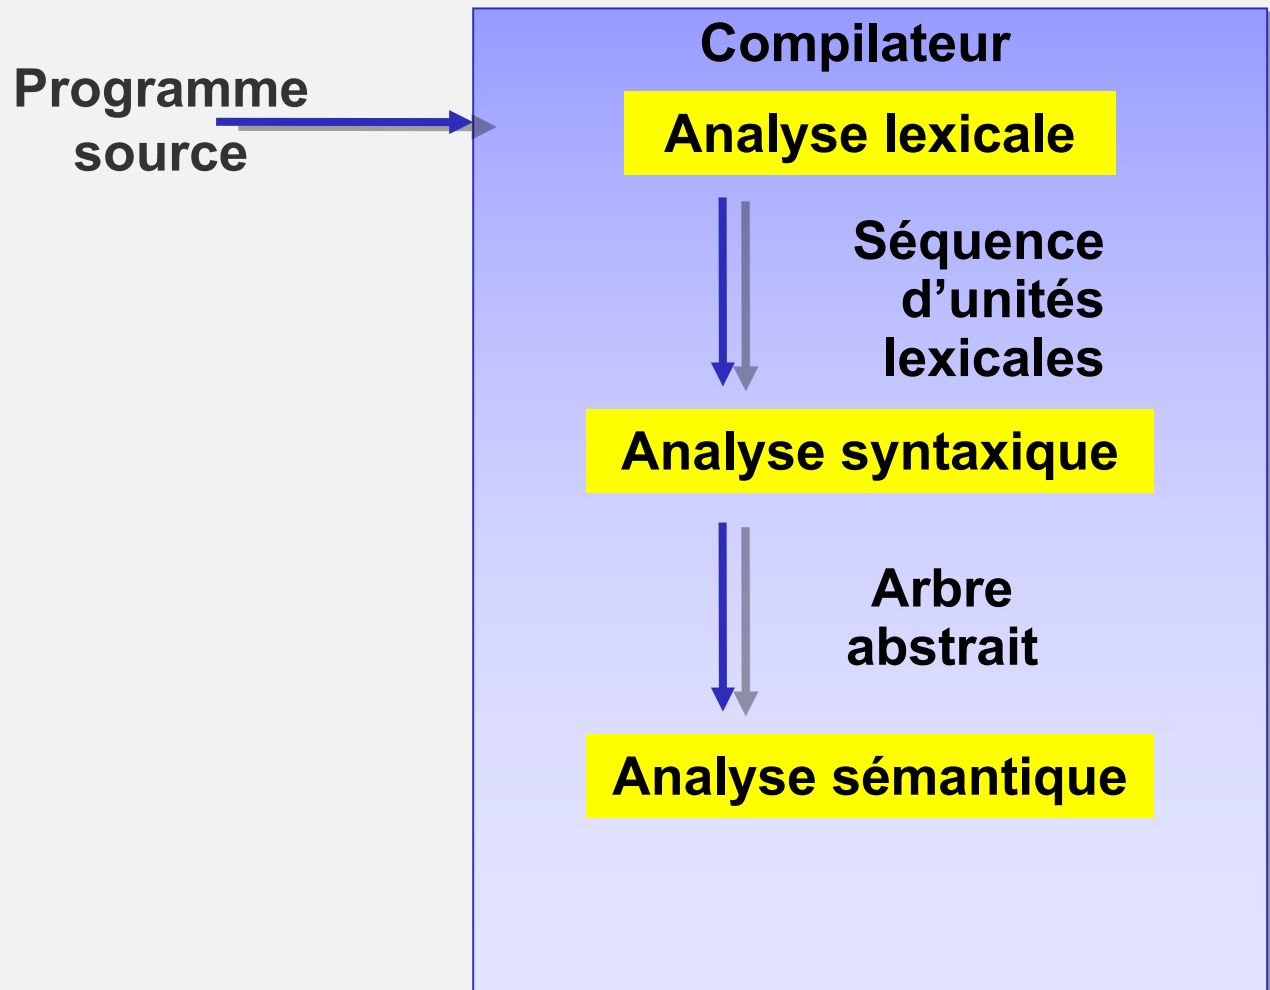 Compilateur
Programme
source
Analyse lexicale
Séquence
d’unités
lexicales
Analyse syntaxique
Arbre
abstrait
Analyse sémantique